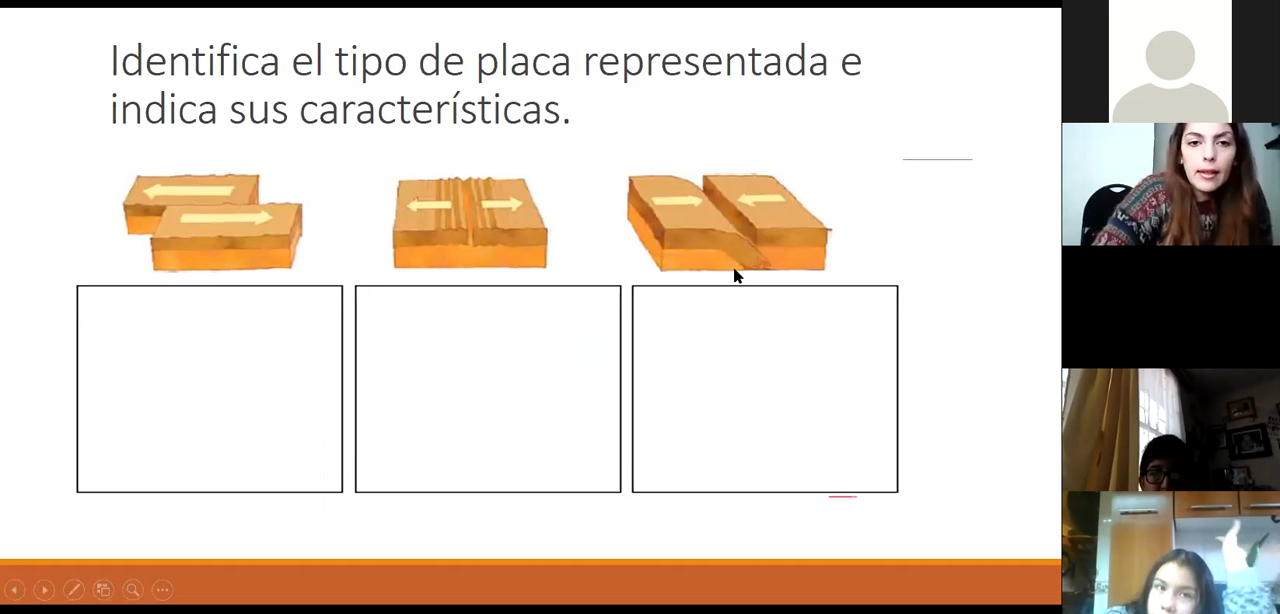 Identifica el tipo de placa representada e
indica sus características.